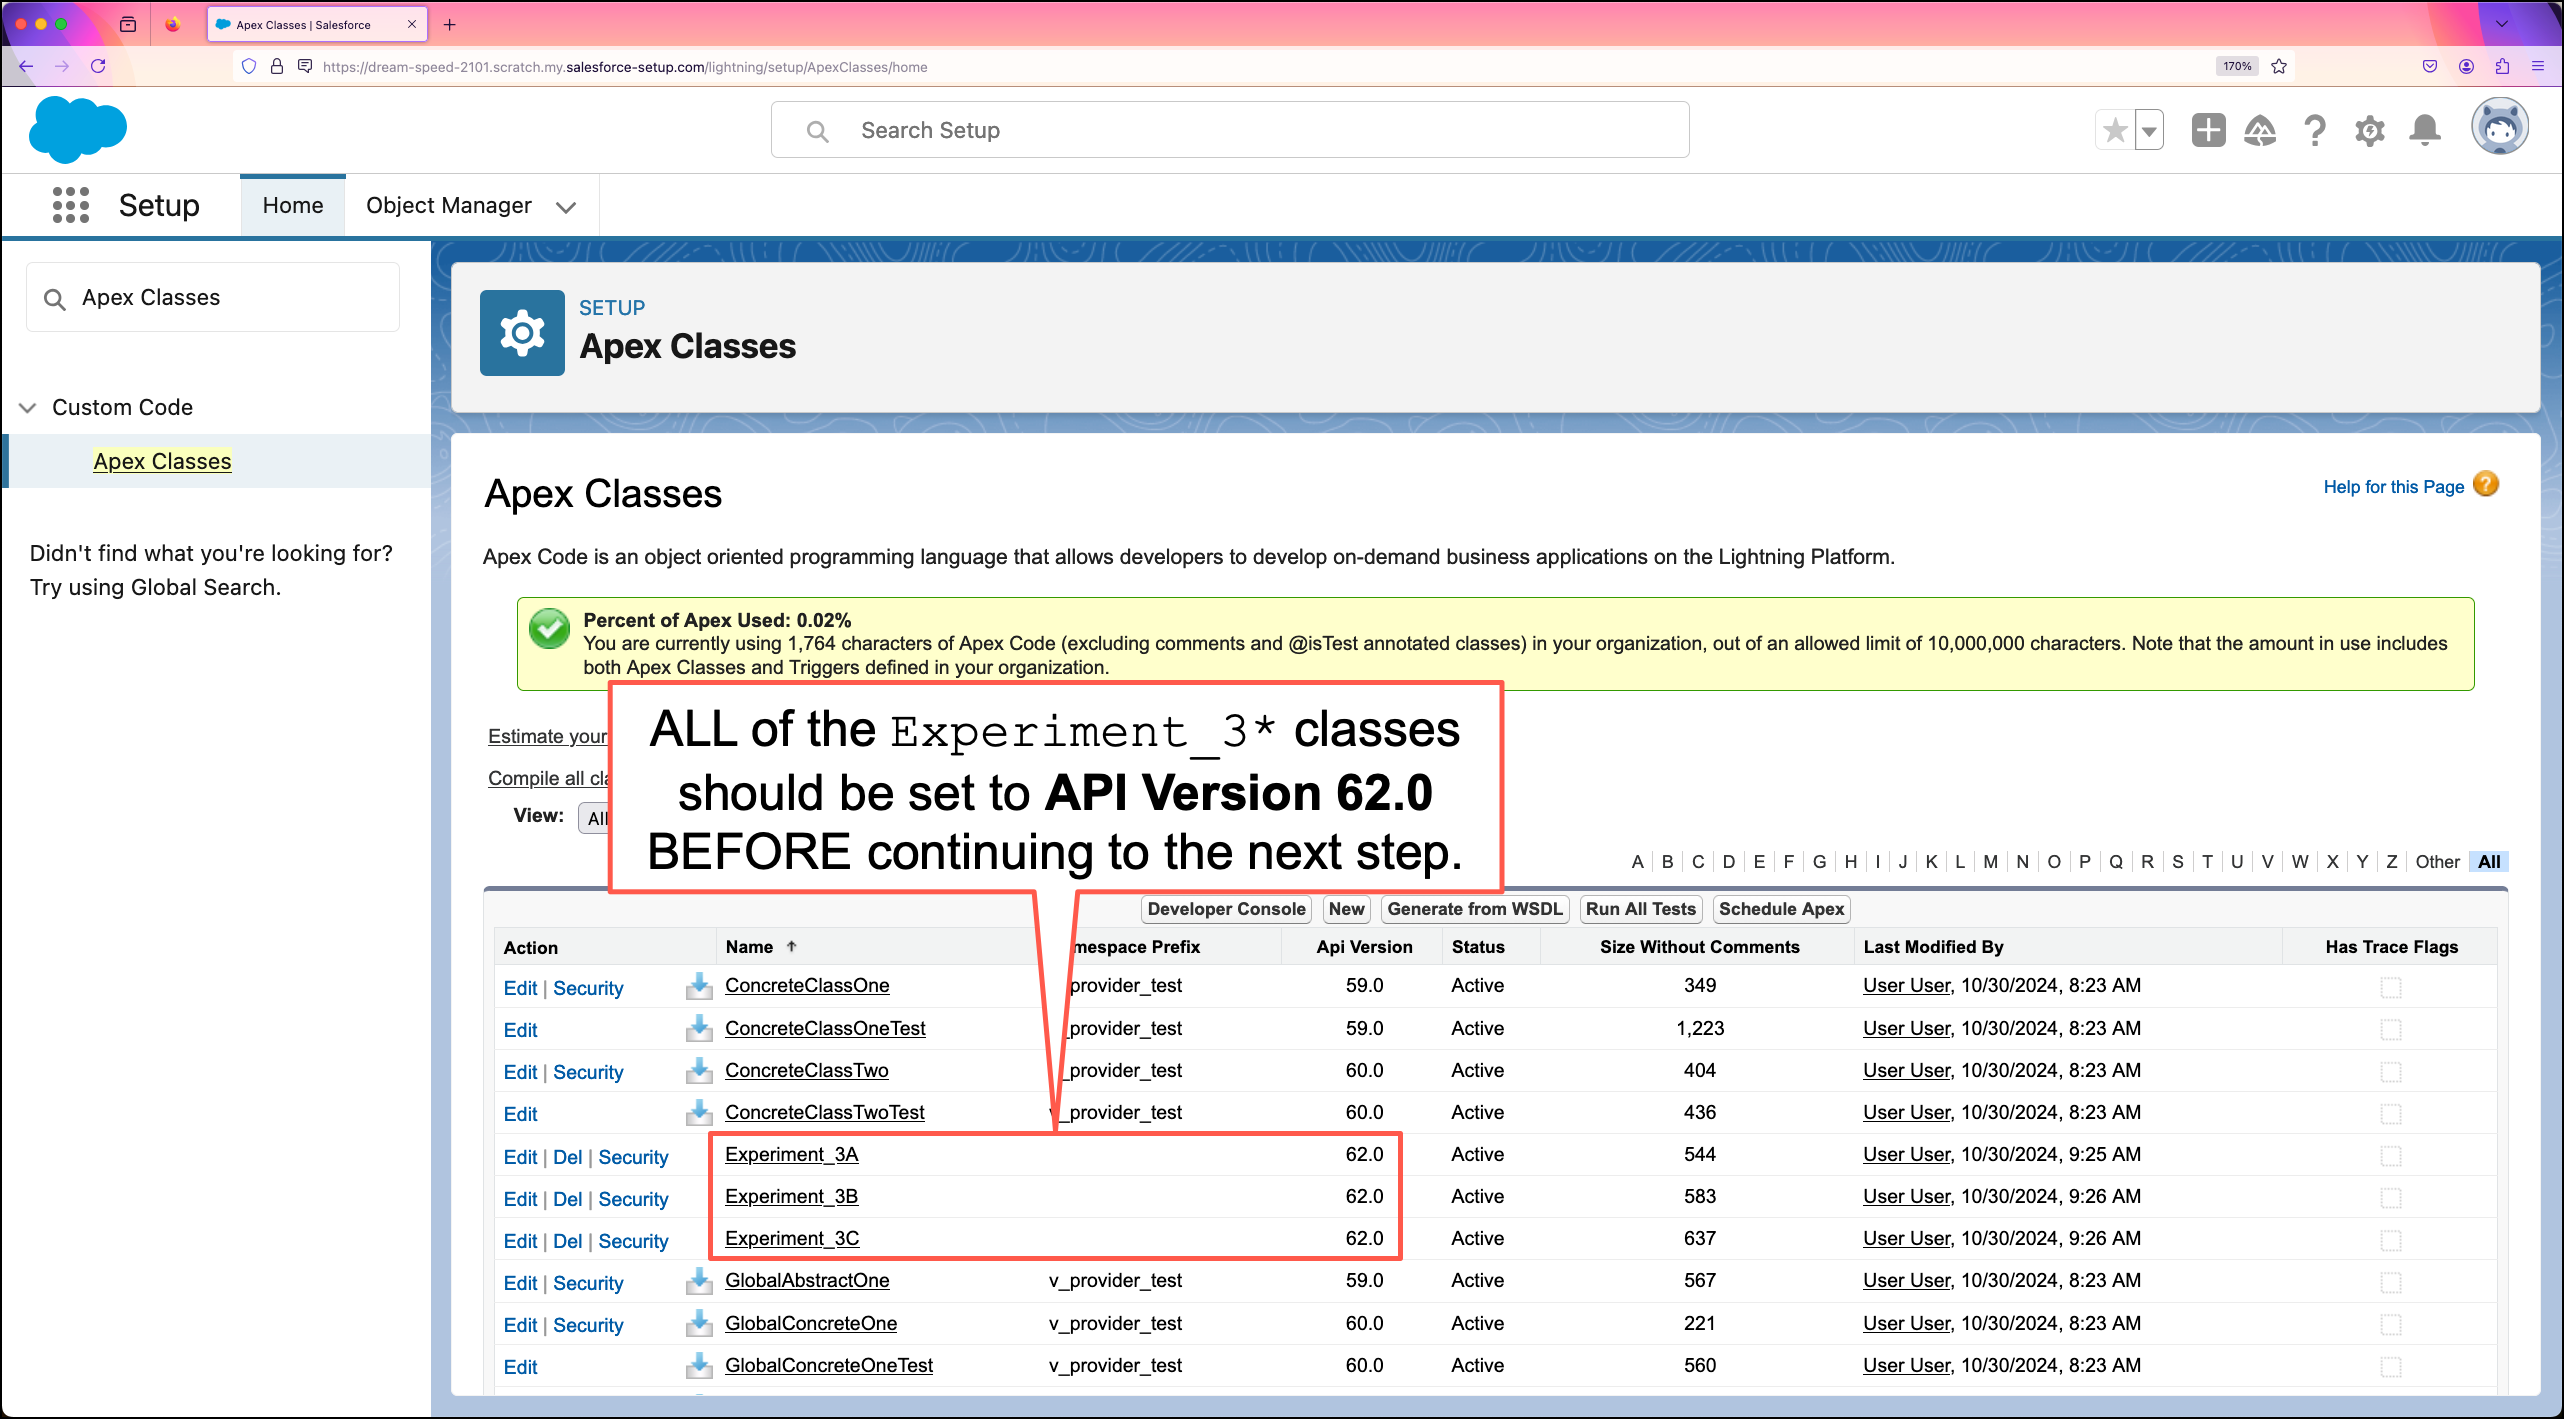 Apex Classes | Salesforce
https://dream-speed-2101.scratch.my.salesforce-setup.com/lightning/setup/ApexClasses/home
170%
Search Setup
Setup
Home
Object Manager
Apex Classes
Custom Code
Apex Classes
Didn't find what you're looking for?
Try using Global Search.
SETUP
Apex Classes
Apex Classes
Help for this Page
Apex Code is an object oriented programming language that allows developers to develop on-demand business applications on the Lightning Platform.
Percent of Apex Used: 0.02%
You are currently using 1,764 characters of Apex Code (excluding comments and @isTest annotated classes) in your organization, out of an allowed limit of 10,000,000 characters. Note that the amount in use includes
both Apex Classes and Triggers defined in your organization.
ALL of the Experiment_3* classes
should be set to API Version 62.0
BEFORE continuing to the next step.
Estimate your
Compile all cla
View: All
A B C D E F G H I J K L M N O P Q R S T U V W X Y Z Other All
Developer Console New Generate from WSDL Run All Tests Schedule Apex
Action Name mespace Prefix Api Version Status Size Without Comments Last Modified By Has Trace Flags
Edit | Security ConcreteClassOne _provider_test 59.0 Active 349 User User, 10/30/2024, 8:23 AM
Edit ConcreteClassOneTest _provider_test 59.0 Active 1,223 User User, 10/30/2024, 8:23 AM
Edit | Security ConcreteClassTwo _provider_test 60.0 Active 404 User User, 10/30/2024, 8:23 AM
Edit ConcreteClassTwoTest v_provider_test 60.0 Active 436 User User, 10/30/2024, 8:23 AM
Edit | Del | Security Experiment_3A 62.0 Active 544 User User, 10/30/2024, 9:25 AM
Edit | Del | Security Experiment_3B 62.0 Active 583 User User, 10/30/2024, 9:26 AM
Edit | Del | Security Experiment_3C 62.0 Active 637 User User, 10/30/2024, 9:26 AM
Edit | Security GlobalAbstractOne v_provider_test 59.0 Active 567 User User, 10/30/2024, 8:23 AM
Edit | Security GlobalConcreteOne v_provider_test 60.0 Active 221 User User, 10/30/2024, 8:23 AM
Edit GlobalConcreteOneTest v_provider_test 60.0 Active 560 User User, 10/30/2024, 8:23 AM